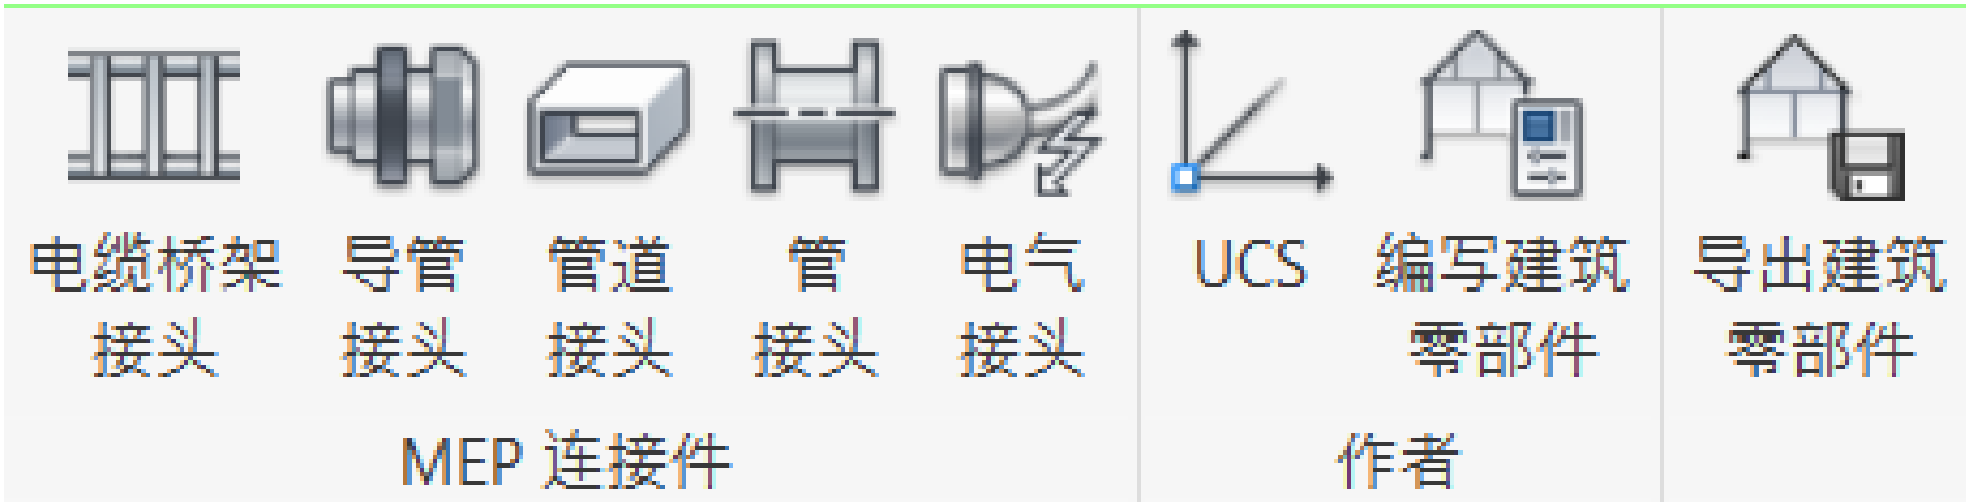 电缆桥架
接头
导管
接头
管道
接头
管
接头
电气
接头
MEP 连接件
UCS
编写建筑
零部件
作者
导出建筑
零部件